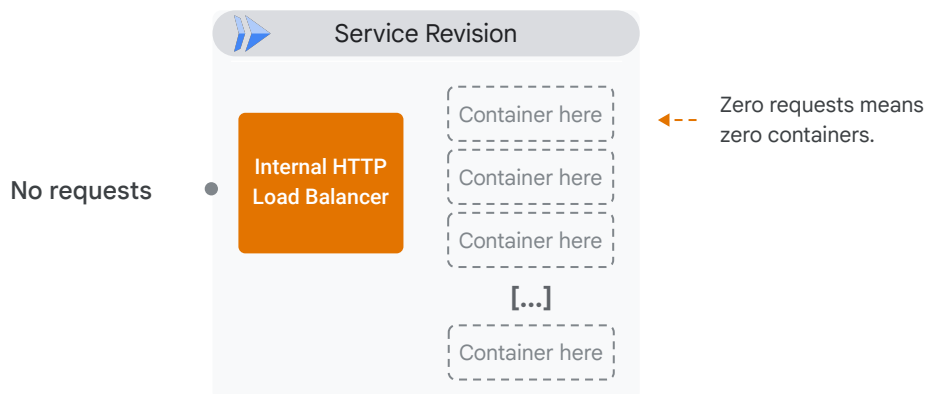 Service Revision
Container here
Zero requests means
zero containers.
Internal HTTP
Load Balancer
Container here
No requests
Container here
[...]
Container here